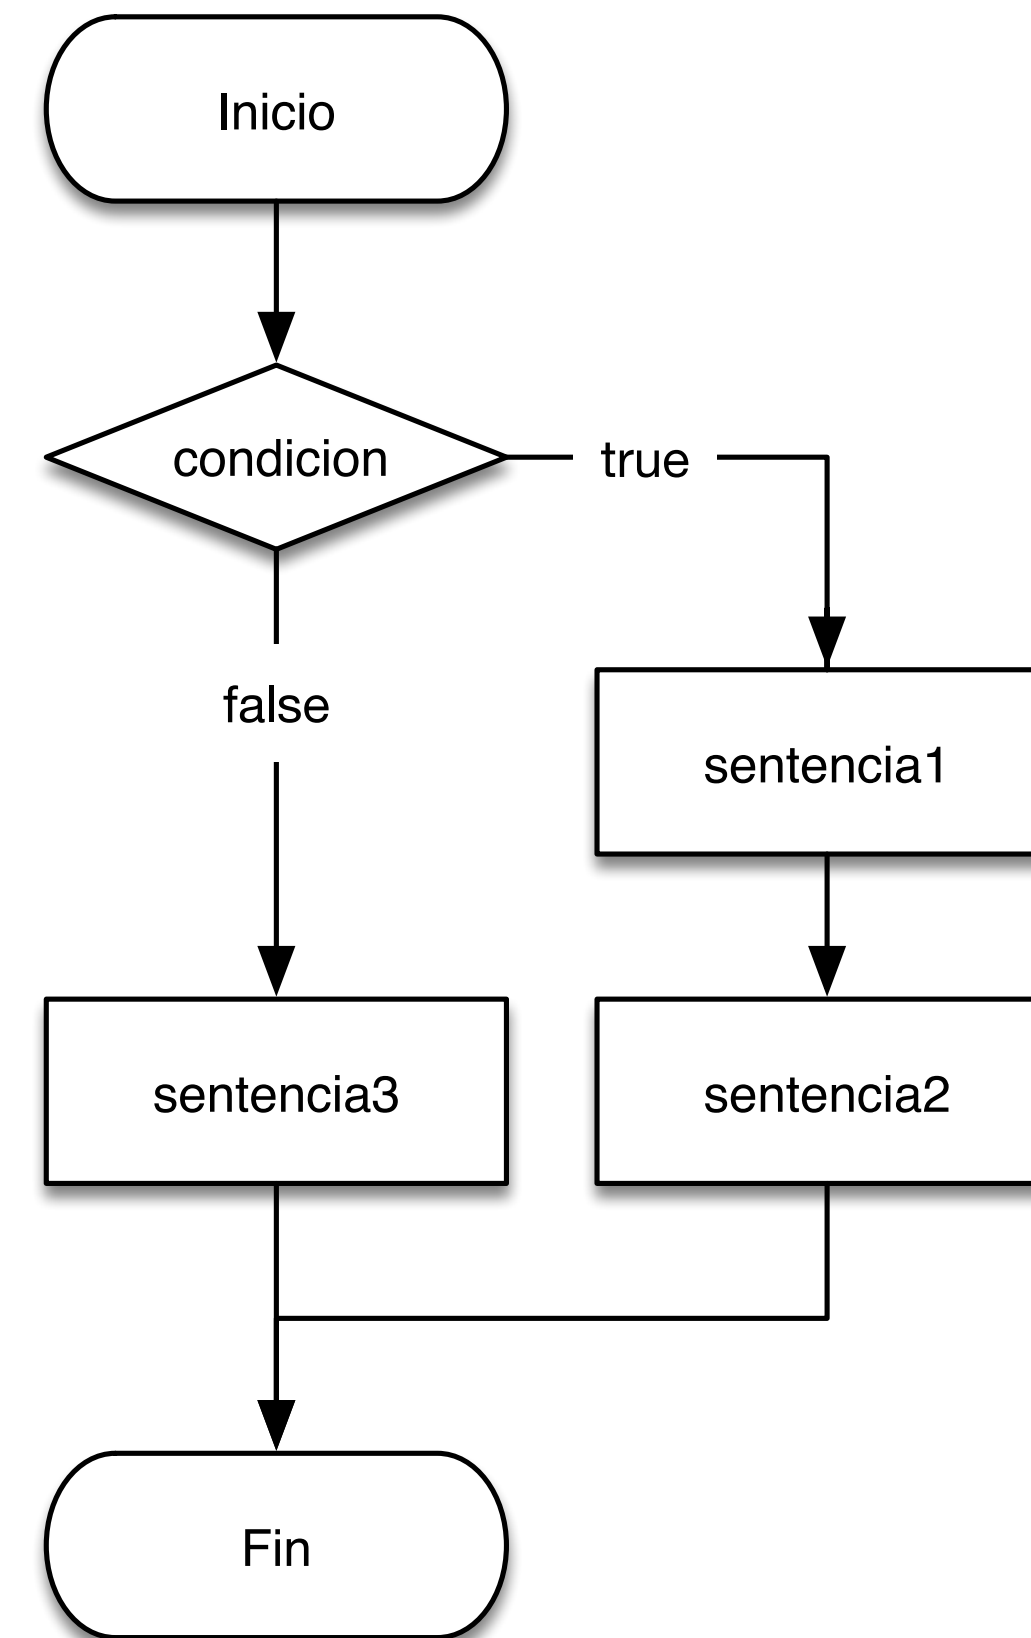 Inicio
condicion
true
false
sentencia1
sentencia3
sentencia2
Fin